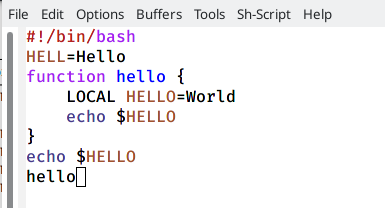 File Edit Options Buffers Tools Sh-Script Help
#!/bin/bash
HELL=Hello
function hello {
    LOCAL HELLO=World
    echo $HELLO
}
echo $HELLO
hello